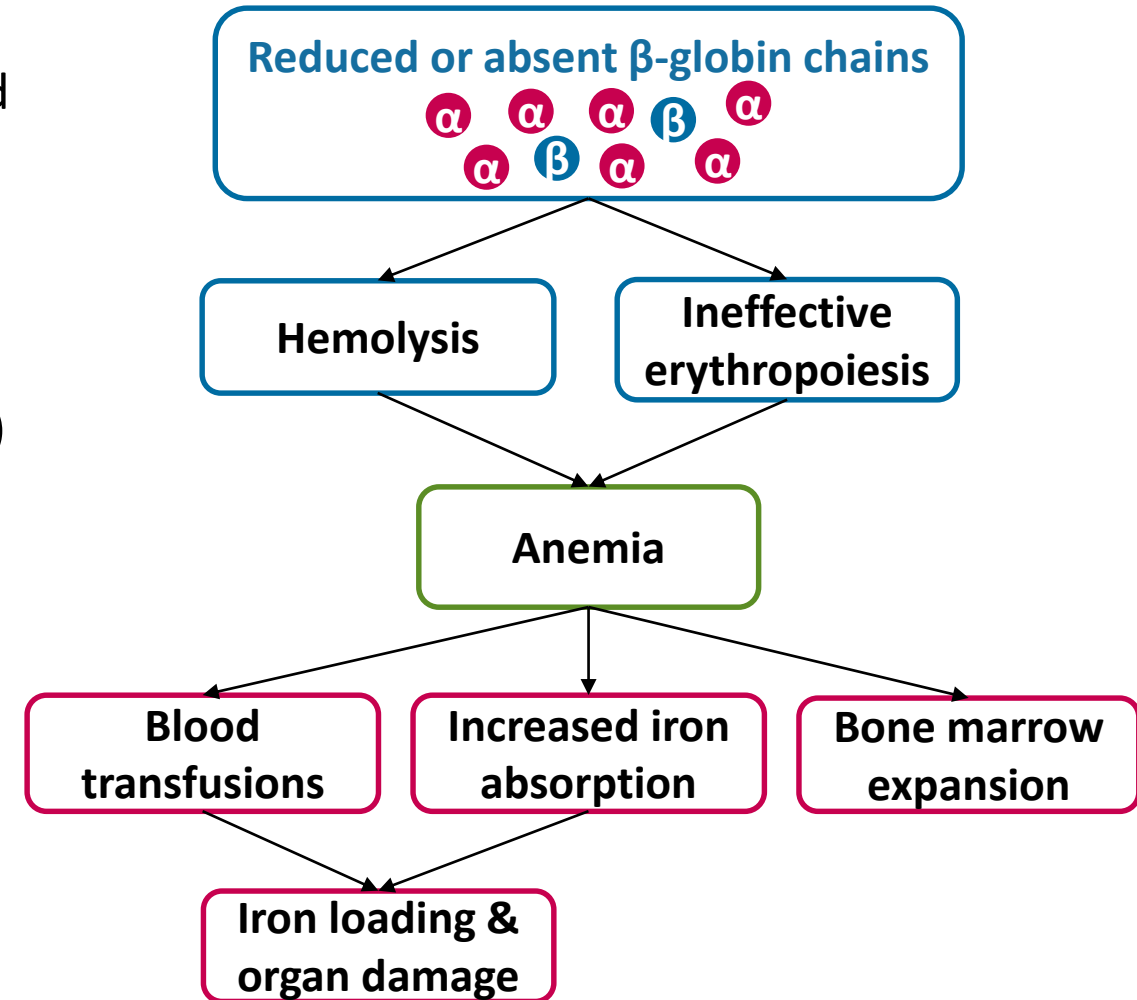 Reduced or absent β-globin chains
d
α α α β α
α β α α
Hemolysis
Ineffective
erythropoiesis
)
Anemia
Blood
transfusions
Increased iron
absorption
Bone marrow
expansion
Iron loading &
organ damage